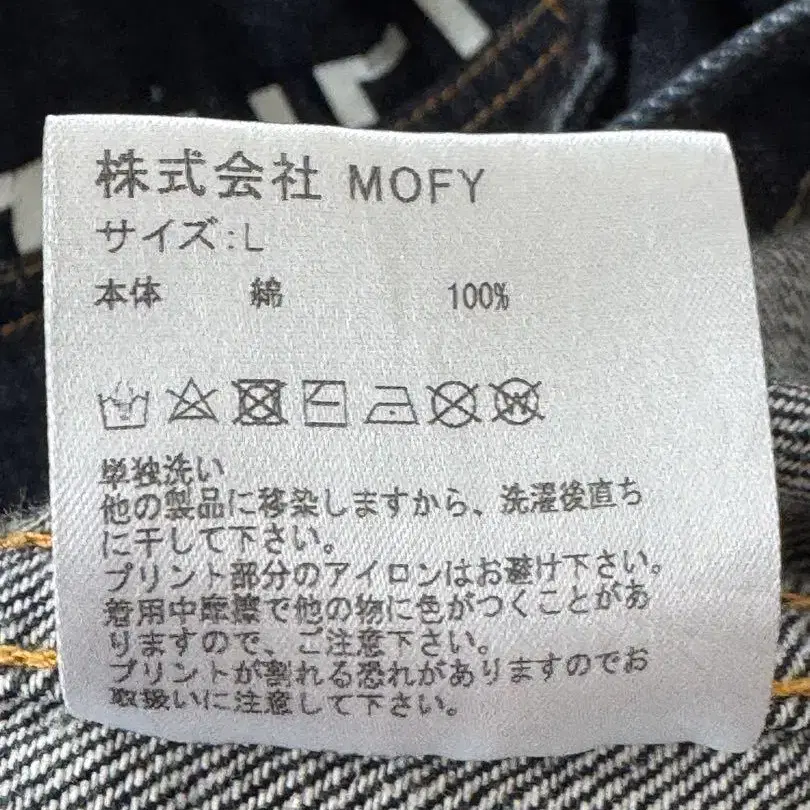 株式会社 MOFY
サイズ:L
本体 綿 100%
単独洗い
他の製品に移染しますから、洗濯後直ち
に干して下さい。
プリント部分のアイロンはお避け下さい。
着用中摩擦で他の物に色がつくことがあ
りますので、ご注意下さい。
プリントが割れる恐れがありますのでお
取扱いに注意して下さい。